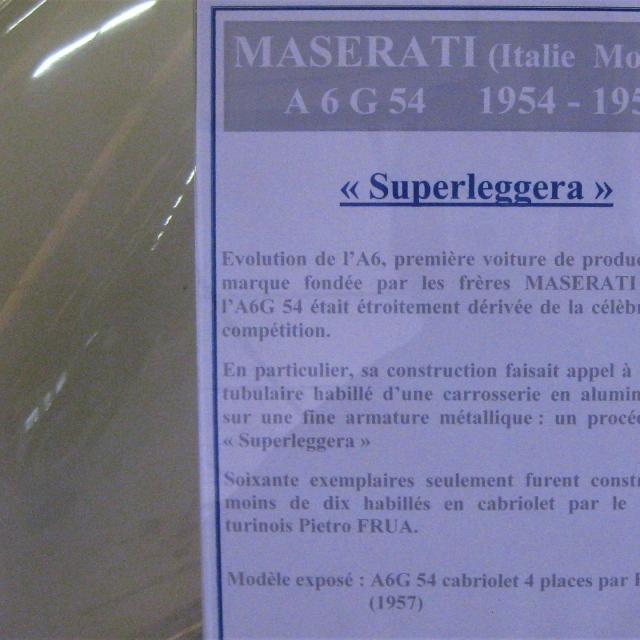 MASERATI (Italie Mo
A 6 G 54 1954 - 195
« Superleggera »
Evolution de l'A6, première voiture de produc
marque fondée par les frères MASERATI
l'A6G 54 était étroitement dérivée de la célèbr
compétition.
En particulier, sa construction faisait appel à
tubulaire habillé d'une carrosserie en alumin
sur une fine armature métallique : un procé
« Superleggera »
Soixante exemplaires seulement furent constr
moins de dix habillés en cabriolet par le
turinois Pietro FRUA.
Modèle exposé : A6G 54 cabriolet 4 places par
(1957)